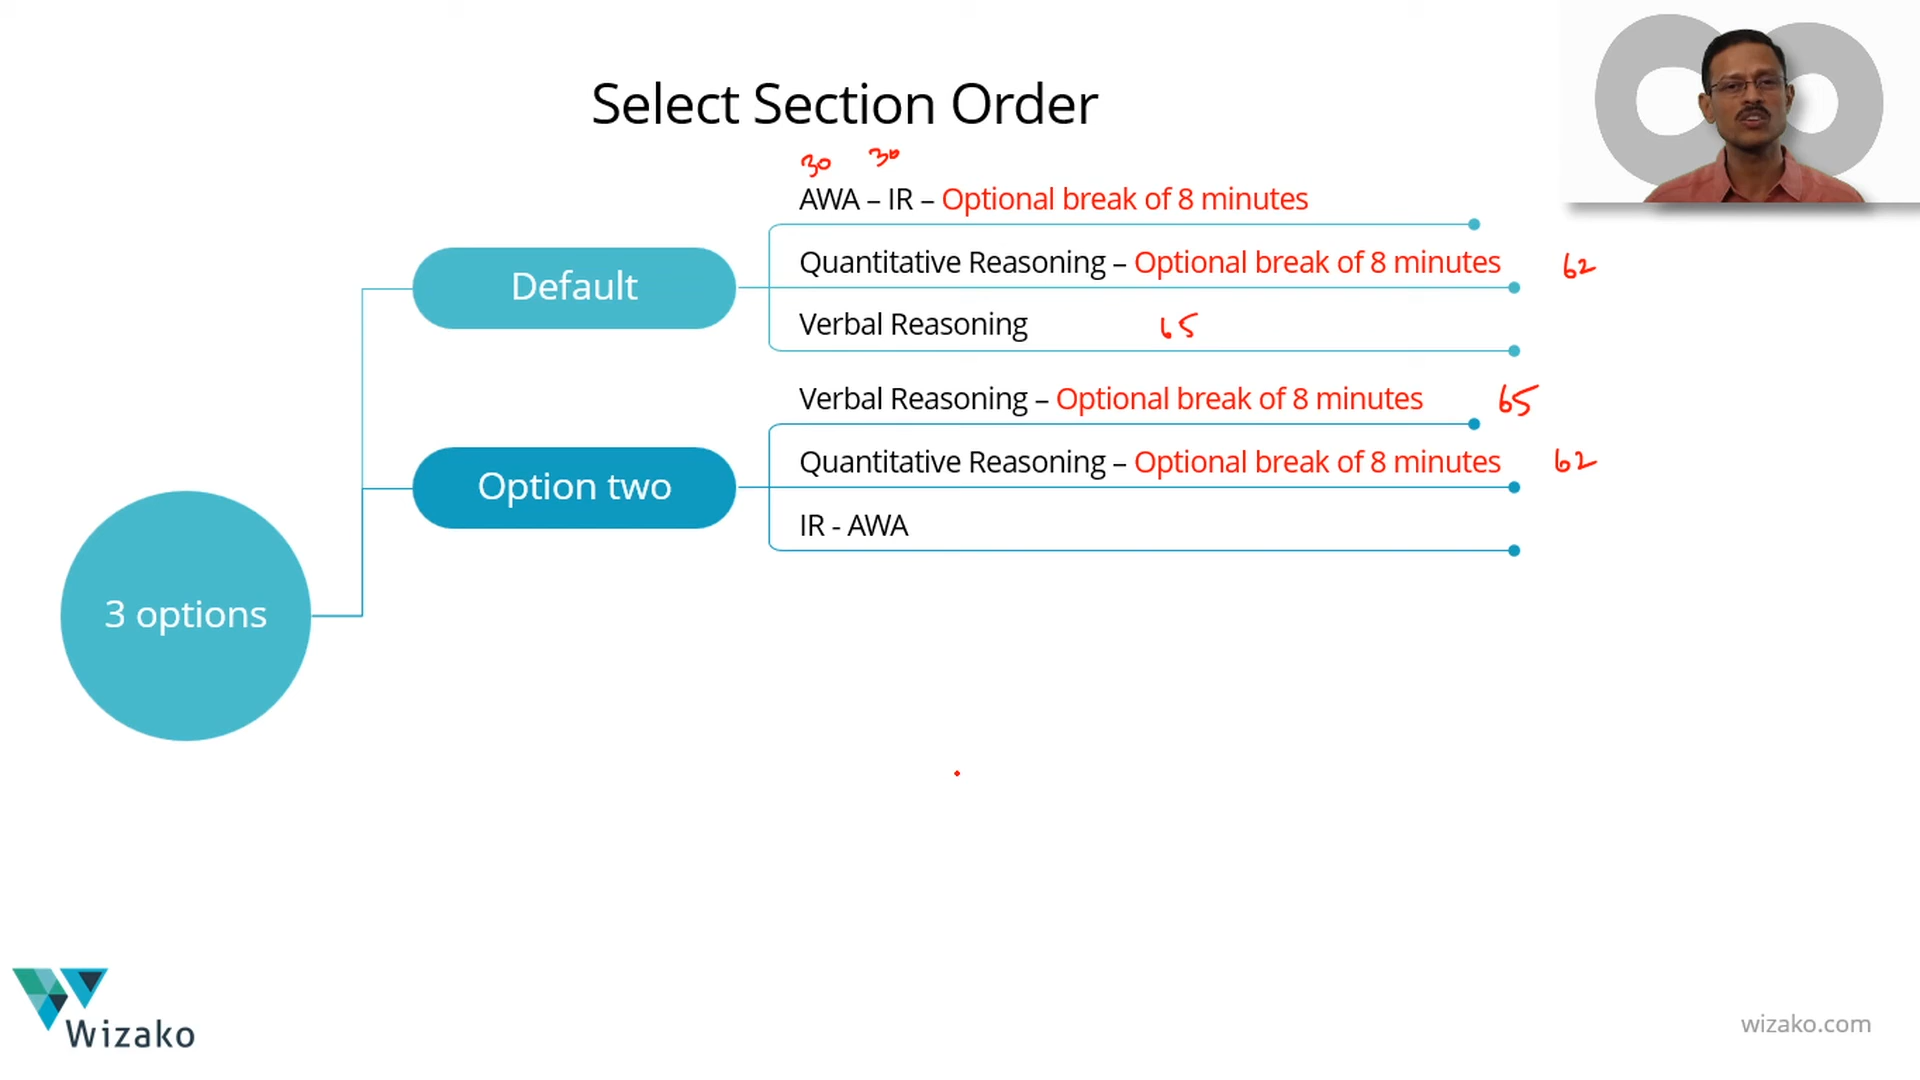 Select Section Order
30 30
AWA – IR – Optional break of 8 minutes
Default
Quantitative Reasoning – Optional break of 8 minutes 62
Verbal Reasoning 65
Verbal Reasoning – Optional break of 8 minutes 65
Option two
Quantitative Reasoning – Optional break of 8 minutes 62
IR - AWA
3 options
Wizako
wizako.com